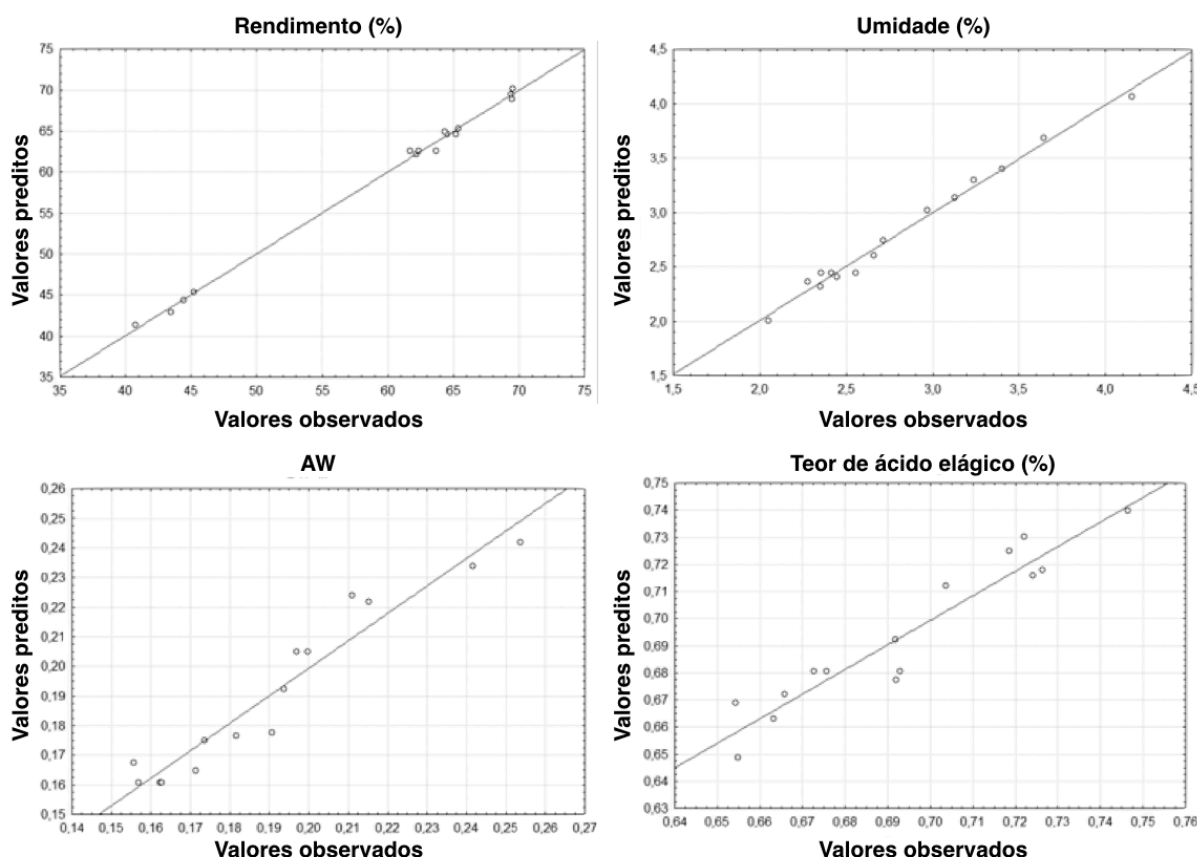 Rendimento (%)
75
70
65
60
55
50
45
40
35
35 40 45 50 55 60 65 70 75
Valores preditos
Valores observados
Umidade (%)
4,5
4,0
3,5
3,0
2,5
2,0
1,5
1,5 2,0 2,5 3,0 3,5 4,0 4,5
Valores preditos
Valores observados
AW
0,26
0,25
0,24
0,23
0,22
0,21
0,20
0,19
0,18
0,17
0,16
0,15
0,14 0,15 0,16 0,17 0,18 0,19 0,20 0,21 0,22 0,23 0,24 0,25 0,26 0,27
Valores preditos
Valores observados
Teor de ácido elágico (%)
0,75
0,74
0,73
0,72
0,71
0,70
0,69
0,68
0,67
0,66
0,65
0,64
0,63
0,64 0,65 0,66 0,67 0,68 0,69 0,70 0,71 0,72 0,73 0,74 0,75 0,76
Valores preditos
Valores observados